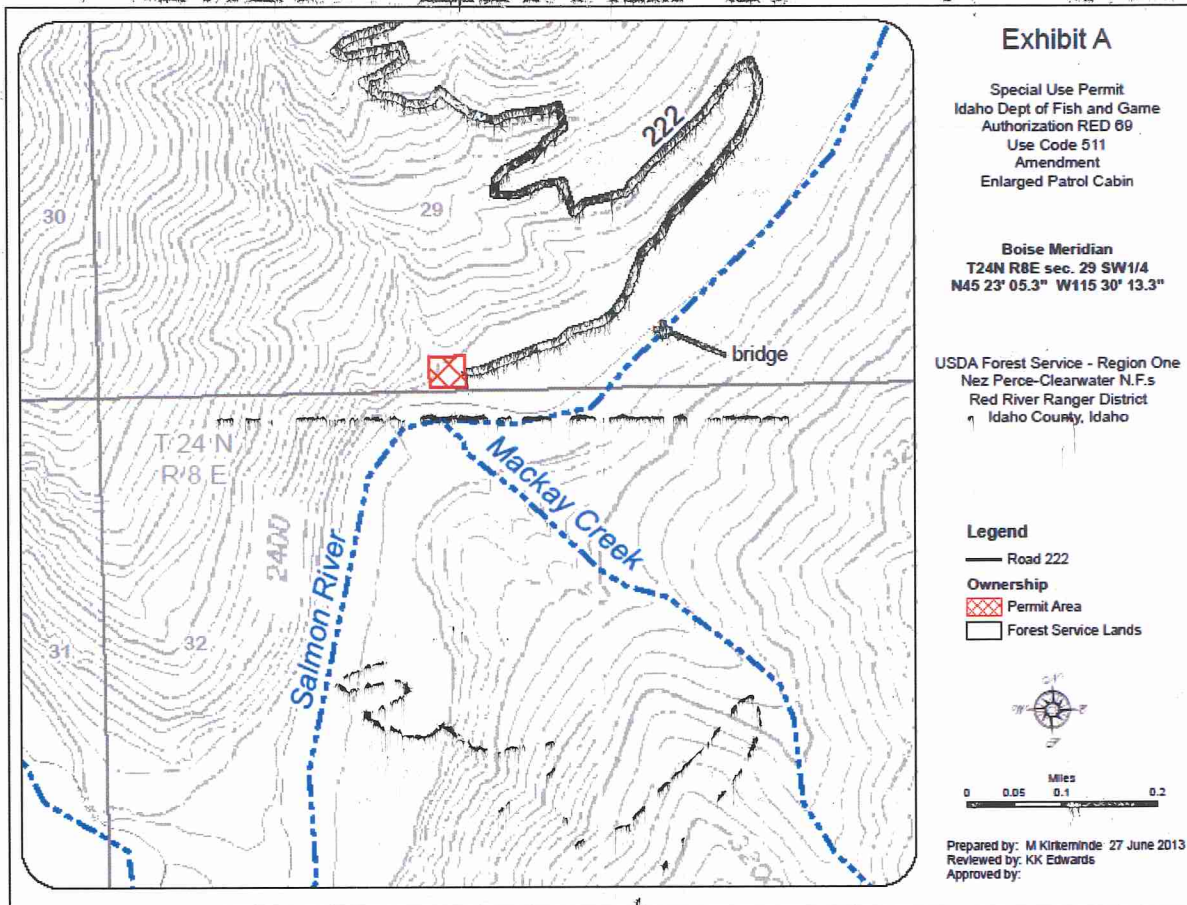 Exhibit A
Special Use Permit
Idaho Dept of Fish and Game
Authorization RED 69
Use Code 511
Amendment
Enlarged Patrol Cabin
Boise Meridian
T24N R8E sec. 29 SW1/4
N45 23' 05.3" W115 30' 13.3"
USDA Forest Service - Region One
Nez Perce-Clearwater N.F.s
Red River Ranger District
Idaho County, Idaho
Legend
Road 222
Ownership
Permit Area
Forest Service Lands
Miles
0 0.05 0.1 0.2
Prepared by: M Kirkeminde 27 June 2013
Reviewed by: KK Edwards
Approved by:
222
30
29
bridge
T 24 N
R 8 E
Mackay Creek
2400
Salmon River
31
32
3200